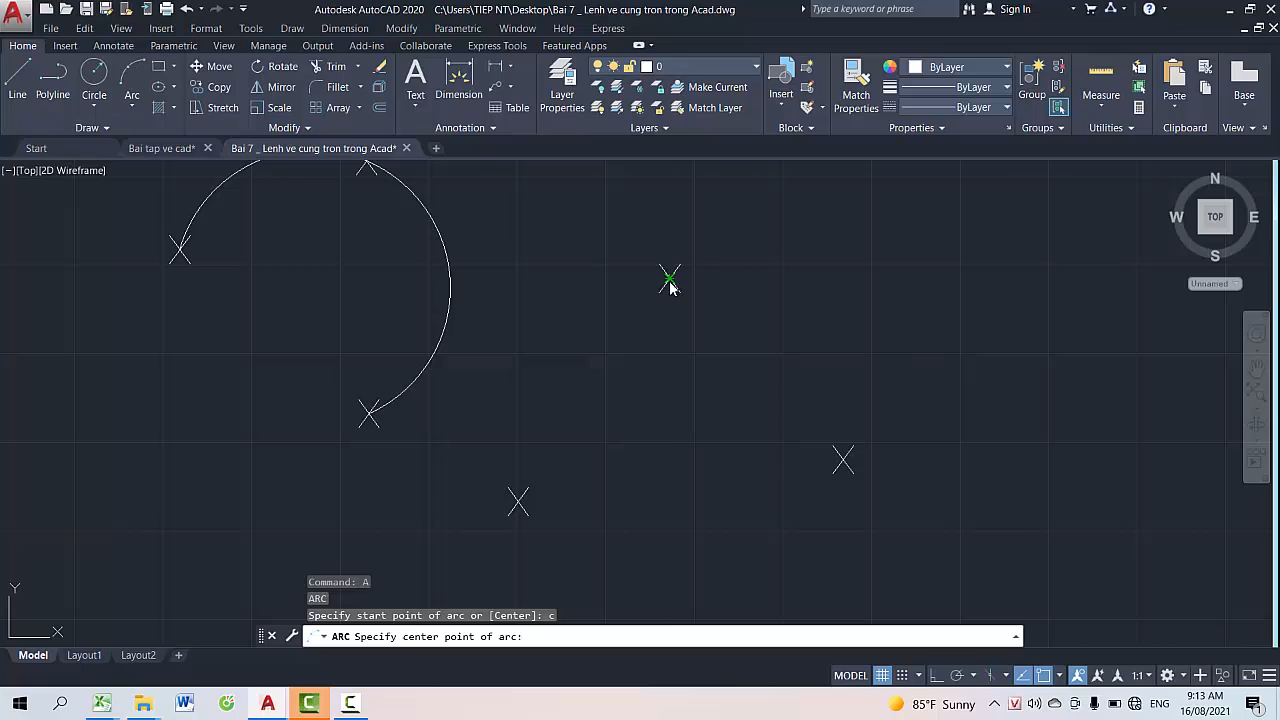 Autodesk AutoCAD 2020 C:\Users\TIEP NT\Desktop\Bai 7 _ Lenh ve cung tron trong Acad.dwg
Type a keyword or phrase
Sign In
File Edit View Insert Format Tools Draw Dimension Modify Parametric Window Help Express
Home Insert Annotate Parametric View Manage Output Add-ins Collaborate Express Tools Featured Apps
Line Polyline Circle Arc
Move Rotate Trim
Copy Mirror Fillet
Stretch Scale Array
Text Dimension Table
Layer Properties
0
Make Current
Match Layer
Insert
Match Properties
ByLayer
ByLayer
ByLayer
Group
Measure
Paste
Base
Draw Modify Annotation Layers Block Properties Groups Utilities Clipboard View
Start Bai tap ve cad* Bai 7 _ Lenh ve cung tron trong Acad*
[−][Top][2D Wireframe]
N
W TOP E
S
Unnamed
Y
X
Command: A
ARC
Specify start point of arc or [Center]: c
ARC Specify center point of arc:
Model Layout1 Layout2
MODEL 1:1
85°F Sunny ENG
9:13 AM
16/08/2021